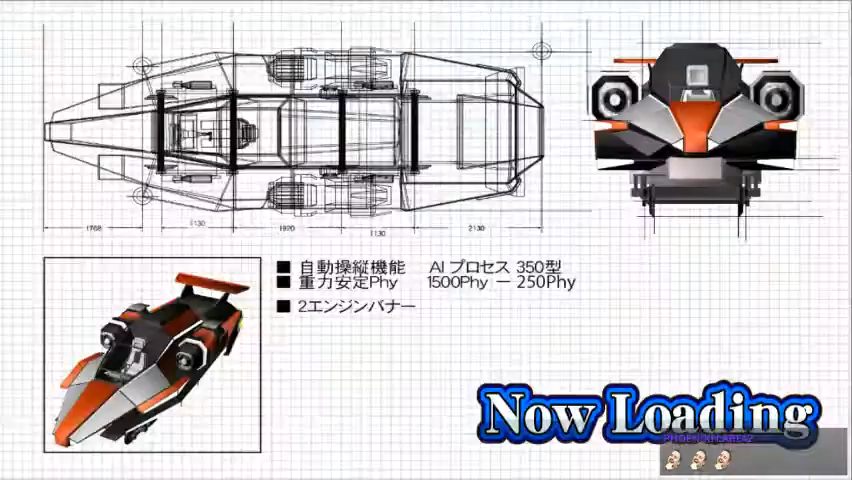 1768
1130
1920
1130
2130
■ 自動操縦機能 AI プロセス 350型
■ 重力安定Phy 1500Phy ー 250Phy
■ 2エンジンバナー
Now Loading